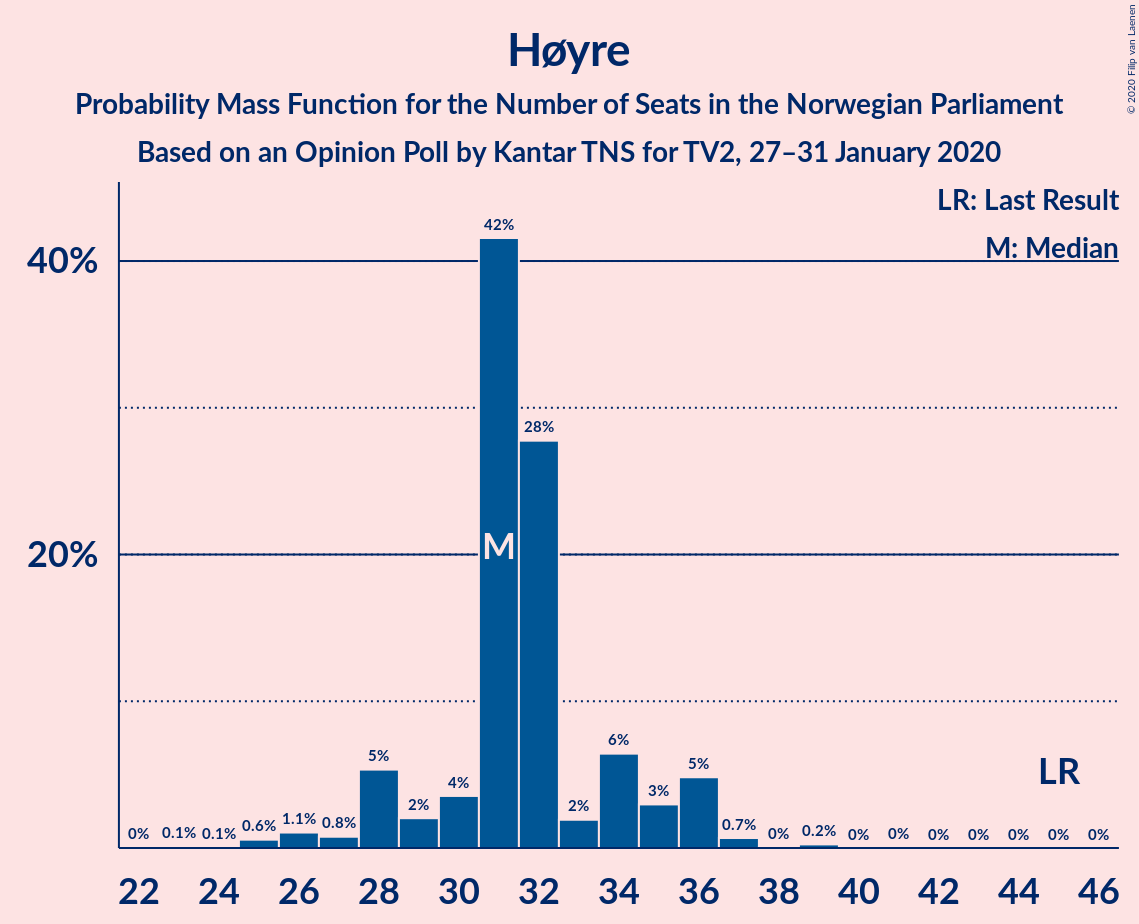 Høyre
Probability Mass Function for the Number of Seats in the Norwegian Parliament
Based on an Opinion Poll by Kantar TNS for TV2, 27–31 January 2020
© 2020 Filip van Laenen
LR: Last Result
M: Median
40%
20%
0% 0.1% 0.1% 0.6% 1.1% 0.8% 5% 2% 4% 42% 28% 2% 6% 3% 5% 0.7% 0% 0.2% 0% 0% 0% 0% 0% 0% 0%
M
LR
22 24 26 28 30 32 34 36 38 40 42 44 46